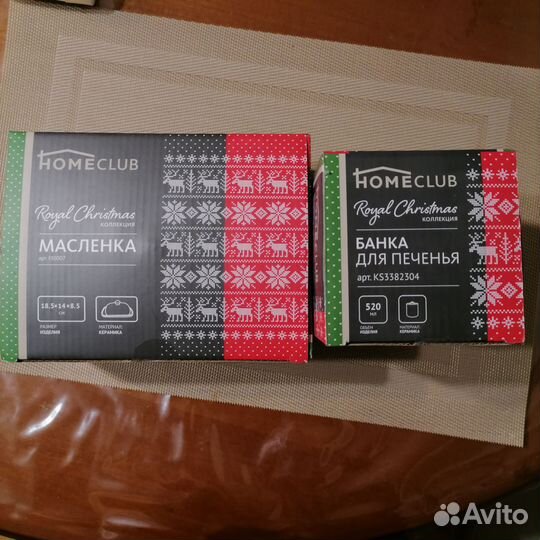 HOMECLUB
Royal Christmas
КОЛЛЕКЦИЯ
МАСЛЕНКА
18.5×14×8.5
см
РАЗМЕР
ИЗДЕЛИЯ
МАТЕРИАЛ:
КЕРАМИКА
HOMECLUB
Royal Christmas
КОЛЛЕКЦИЯ
БАНКА
ДЛЯ ПЕЧЕНЬЯ
арт. KS3382304
520
МЛ
ОБЪЕМ
ИЗДЕЛИЯ
МАТЕРИАЛ:
КЕРАМИКА
Avito